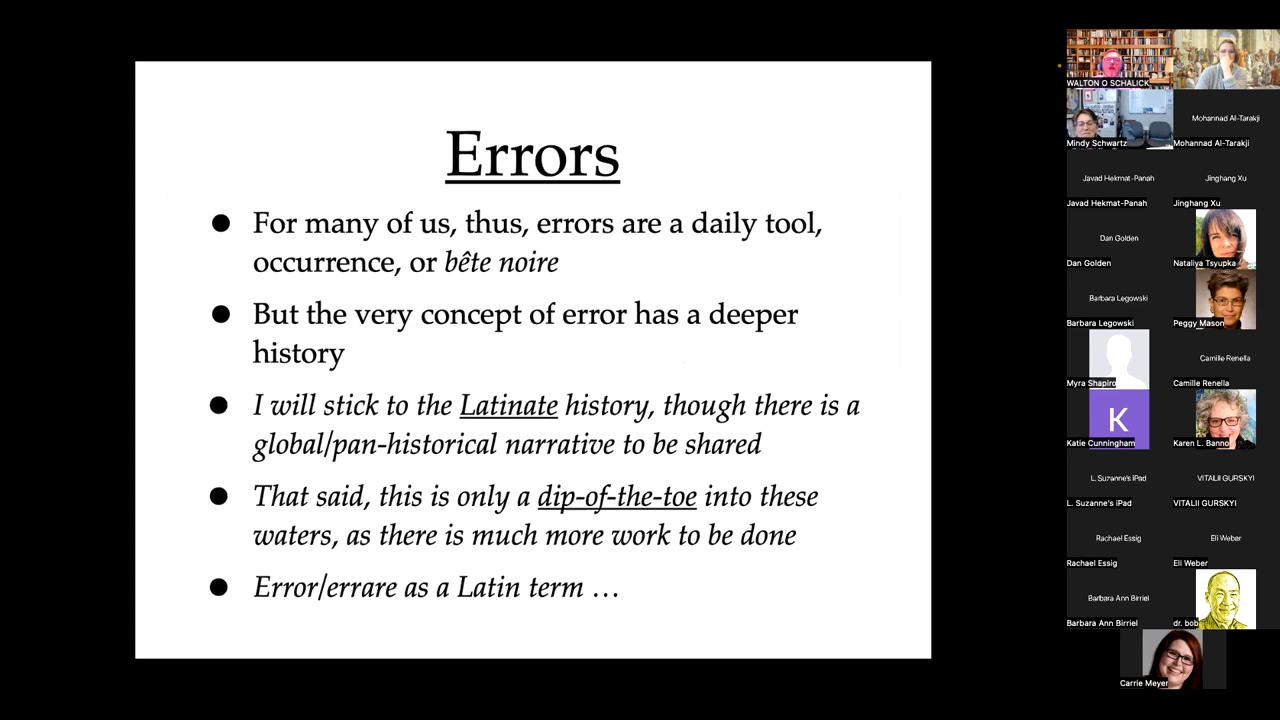 Errors
● For many of us, thus, errors are a daily tool,
occurrence, or bête noire
● But the very concept of error has a deeper
history
● I will stick to the Latinate history, though there is a
global/pan-historical narrative to be shared
● That said, this is only a dip-of-the-toe into these
waters, as there is much more work to be done
● Error/errare as a Latin term …
WALTON O SCHALICK
Mindy Schwartz
Mohannad Al-Tarakji
Mohannad Al-Tarakji
Javad Hekmat-Panah
Javad Hekmat-Panah
Jinghang Xu
Jinghang Xu
Dan Golden
Dan Golden
Nataliya Tsyupka
Barbara Legowski
Barbara Legowski
Peggy Mason
Myra Shapiro
Camille Renella
Camille Renella
K
Katie Cunningham
Karen L. Banno
L. Suzanne's iPad
L. Suzanne's iPad
VITALII GURSKYI
VITALII GURSKYI
Rachael Essig
Rachael Essig
Eli Weber
Eli Weber
Barbara Ann Birriel
Barbara Ann Birriel
dr. bob
Carrie Meyer